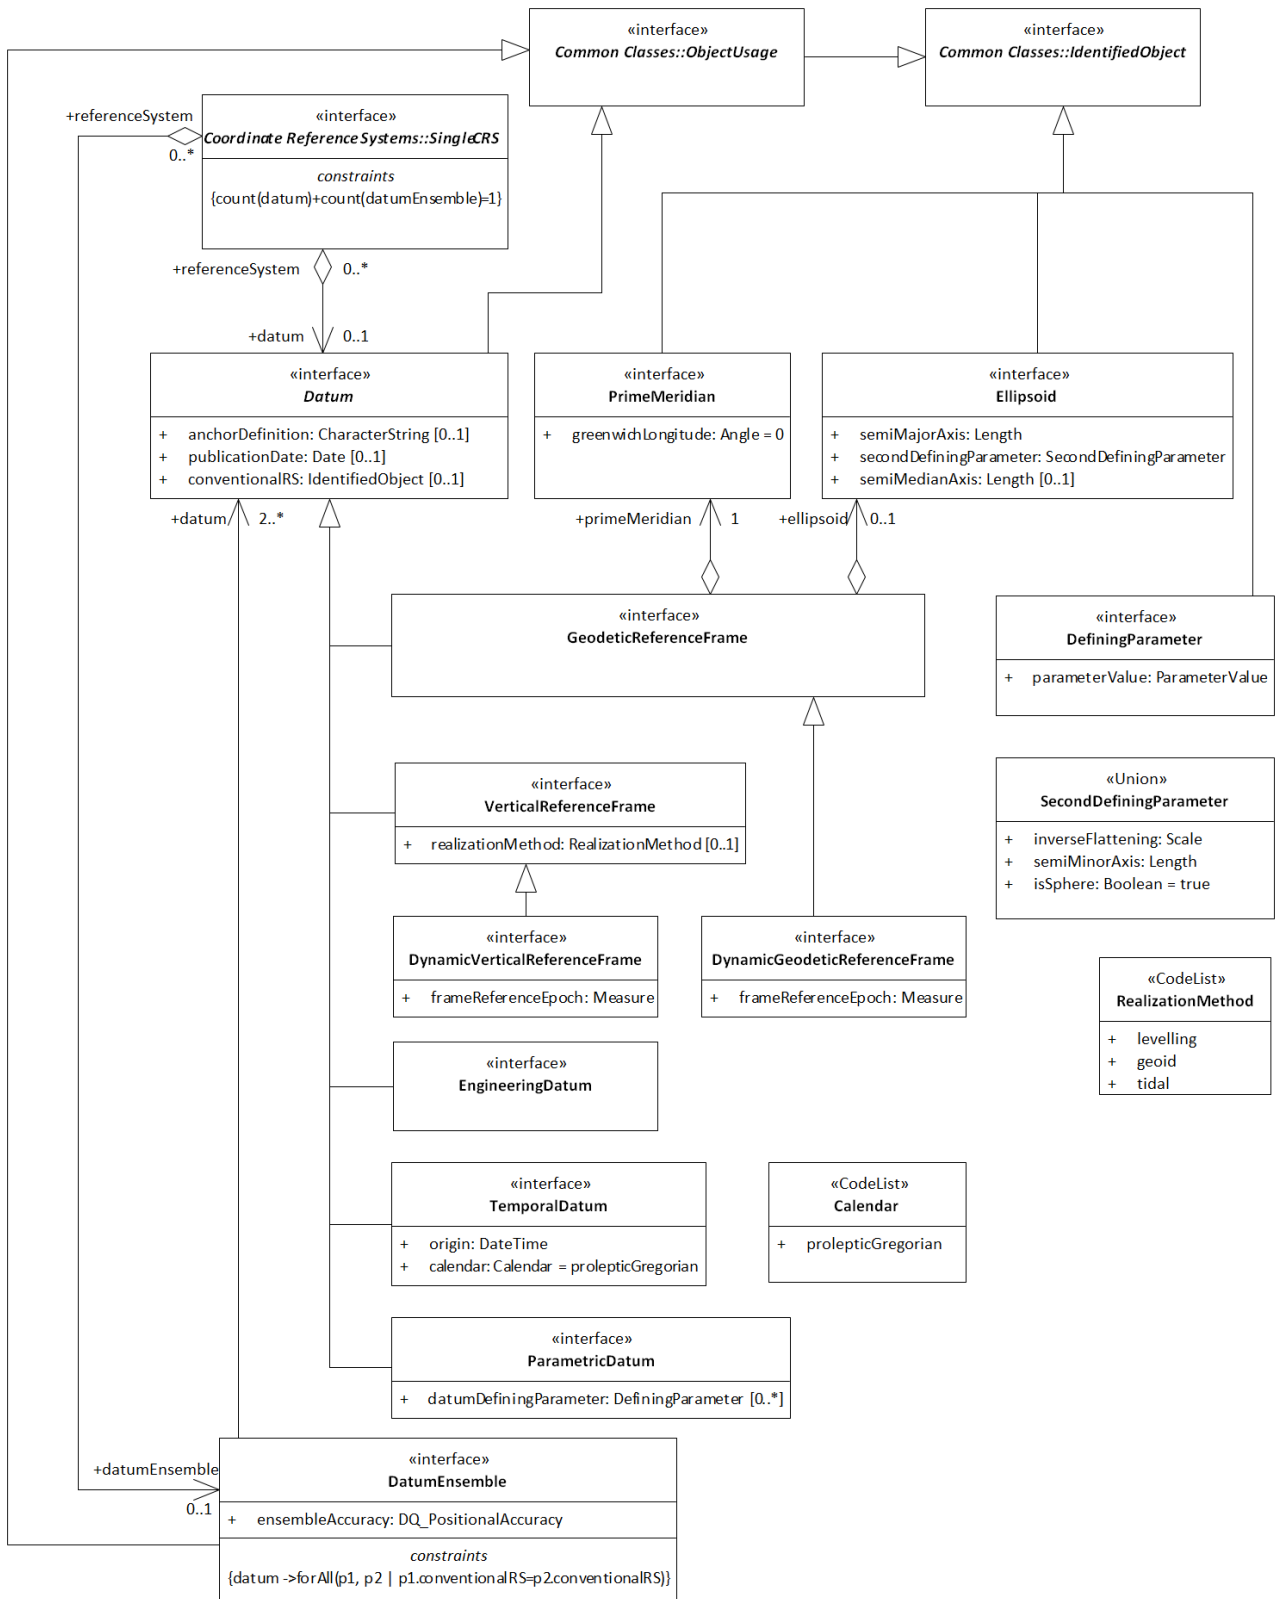 «interface»
Common Classes::ObjectUsage
«interface»
Common Classes::IdentifiedObject
+referenceSystem
0..*
«interface»
Coordinate Reference Systems::SingleCRS
constraints
{count(datum)+count(datumEnsemble)=1}
+referenceSystem
0..*
+datum
0..1
«interface»
Datum
+ anchorDefinition: CharacterString [0..1]
+ publicationDate: Date [0..1]
+ conventionalRS: IdentifiedObject [0..1]
«interface»
PrimeMeridian
+ greenwichLongitude: Angle = 0
«interface»
Ellipsoid
+ semiMajorAxis: Length
+ secondDefiningParameter: SecondDefiningParameter
+ semiMedianAxis: Length [0..1]
+datum
2..*
+primeMeridian
1
+ellipsoid
0..1
«interface»
GeodeticReferenceFrame
«interface»
DefiningParameter
+ parameterValue: ParameterValue
«interface»
VerticalReferenceFrame
+ realizationMethod: RealizationMethod [0..1]
«Union»
SecondDefiningParameter
+ inverseFlattening: Scale
+ semiMinorAxis: Length
+ isSphere: Boolean = true
«interface»
DynamicVerticalReferenceFrame
+ frameReferenceEpoch: Measure
«interface»
DynamicGeodeticReferenceFrame
+ frameReferenceEpoch: Measure
«CodeList»
RealizationMethod
+ levelling
+ geoid
+ tidal
«interface»
EngineeringDatum
«interface»
TemporalDatum
+ origin: DateTime
+ calendar: Calendar = prolepticGregorian
«CodeList»
Calendar
+ prolepticGregorian
«interface»
ParametricDatum
+ datumDefiningParameter: DefiningParameter [0..*]
+datumEnsemble
0..1
«interface»
DatumEnsemble
+ ensembleAccuracy: DQ_PositionalAccuracy
constraints
{datum ->forAll(p1, p2 | p1.conventionalRS=p2.conventionalRS)}